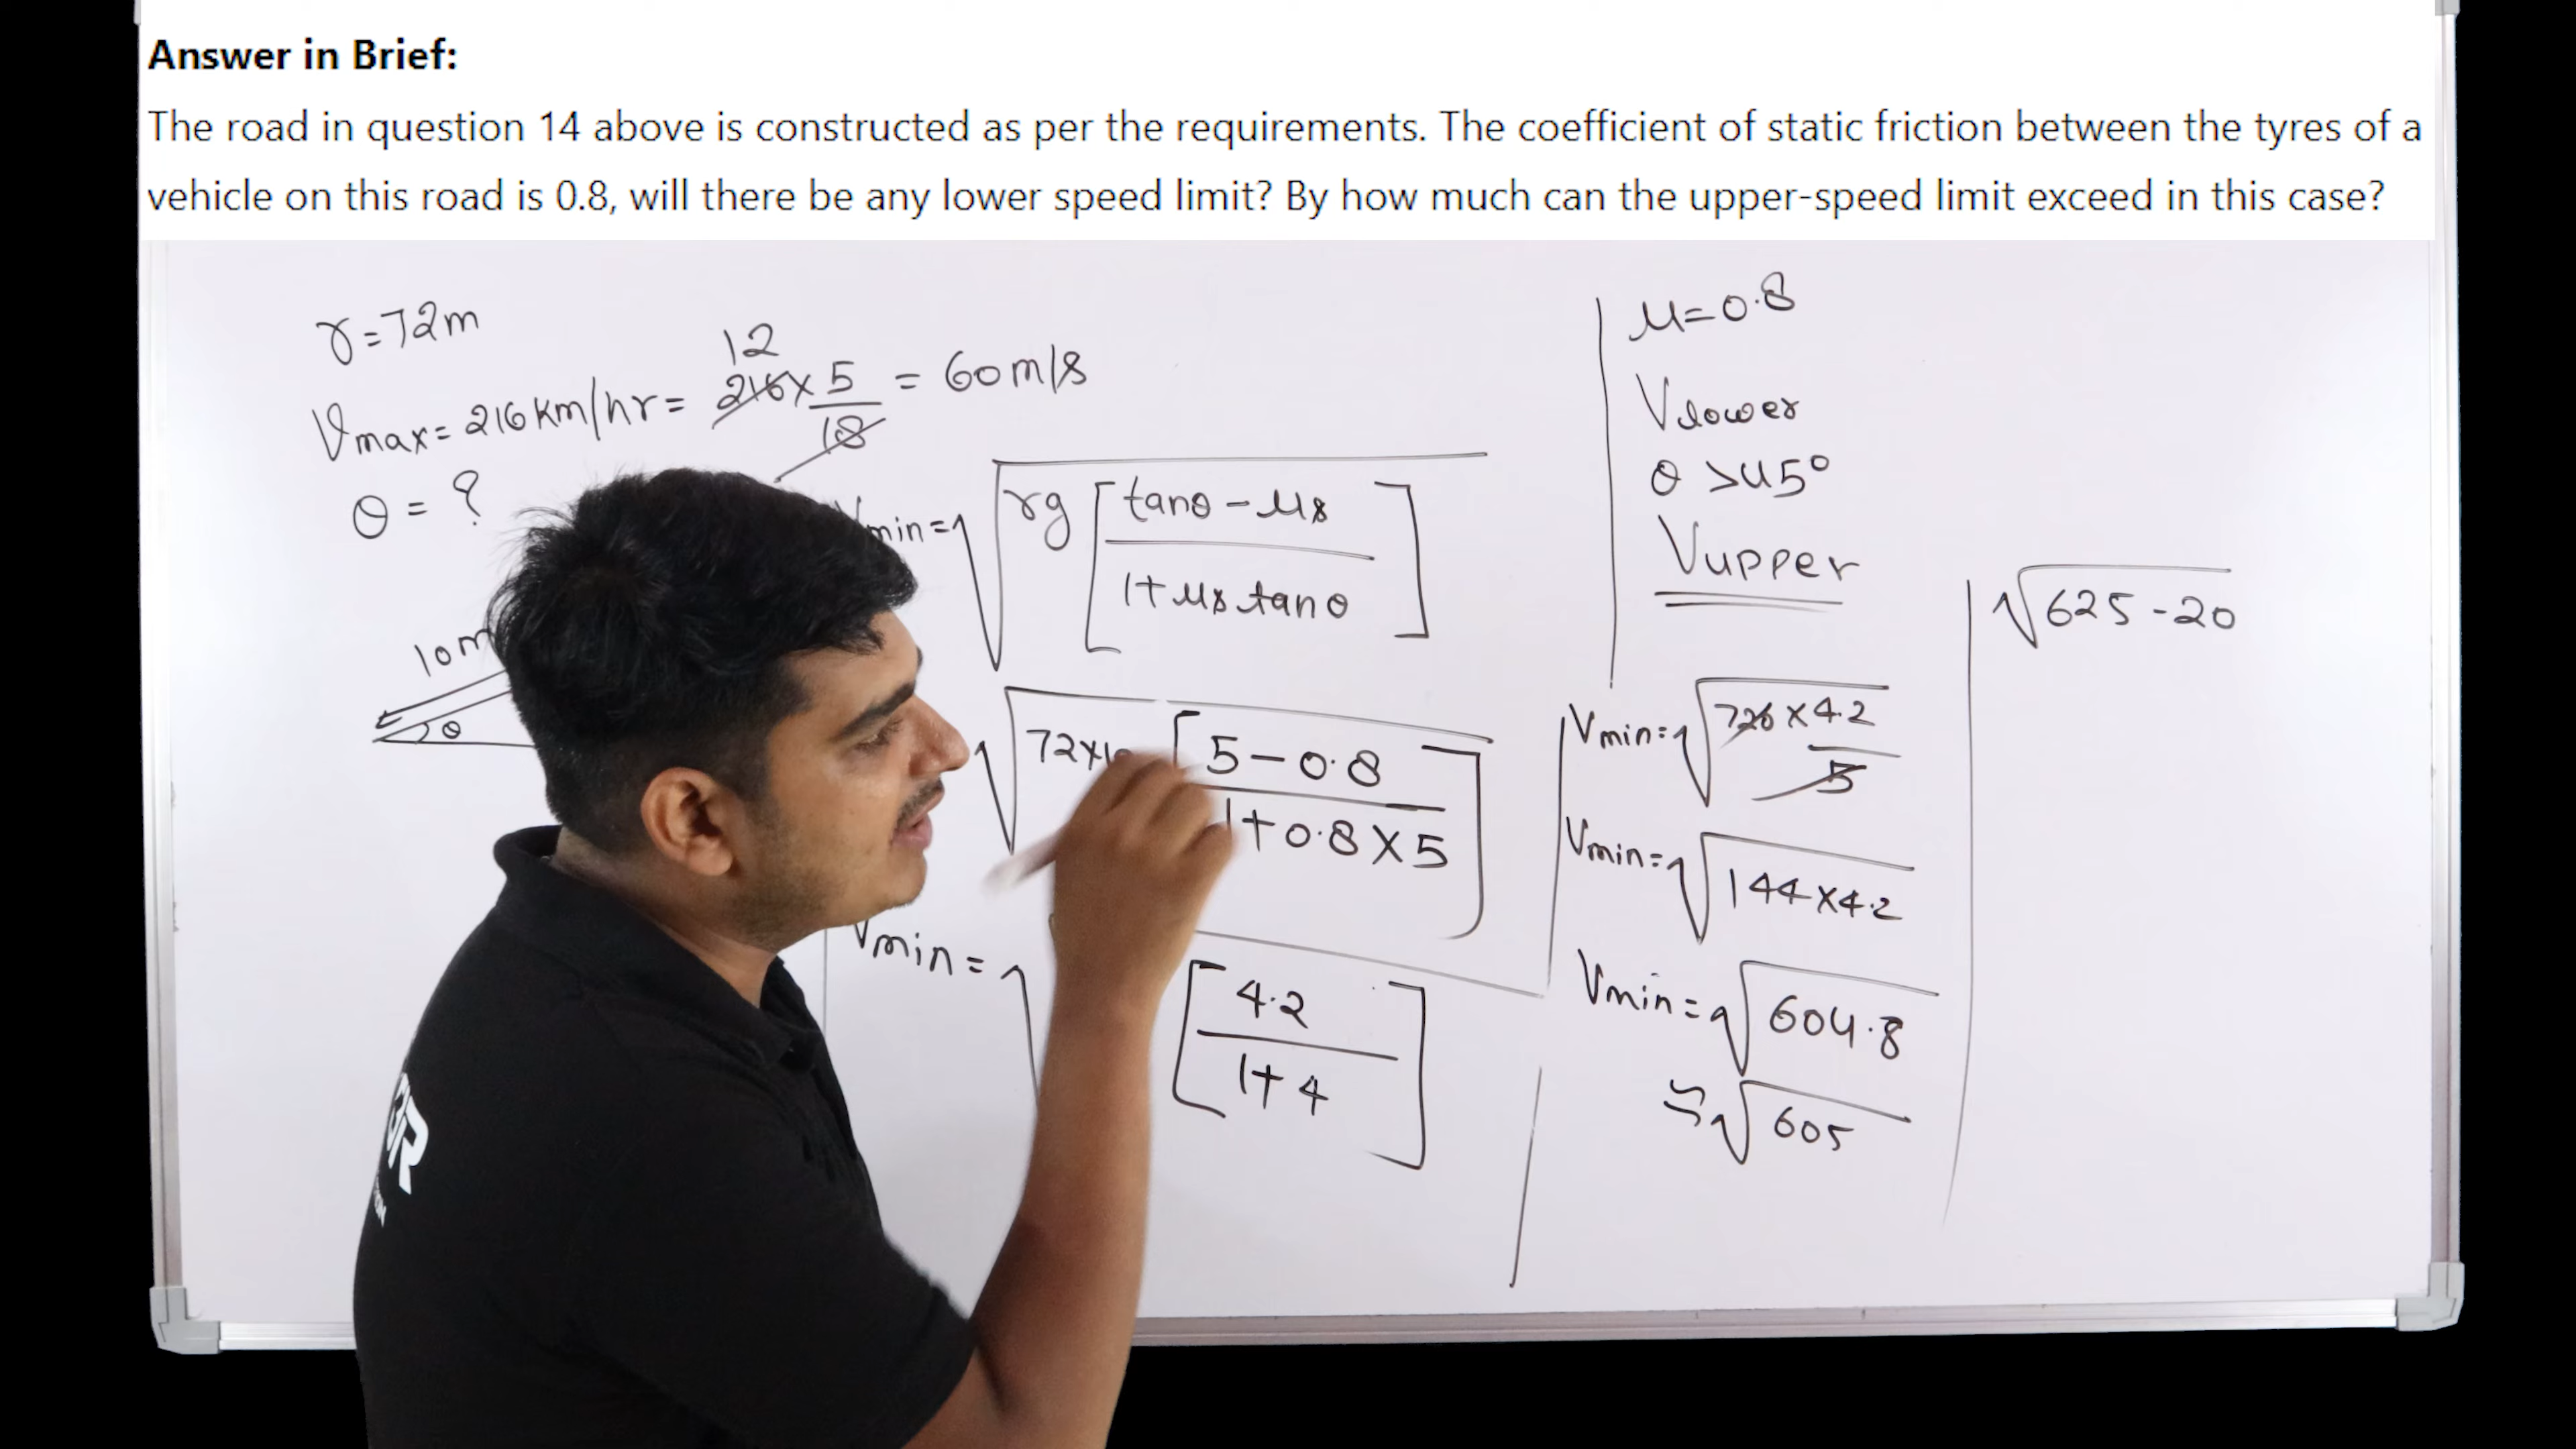 Answer in Brief:
The road in question 14 above is constructed as per the requirements. The coefficient of static friction between the tyres of a
vehicle on this road is 0.8, will there be any lower speed limit? By how much can the upper-speed limit exceed in this case?
r = 72m
Vmax = 216 km/hr = 216 × 5 / 18 = 60 m/s
12
θ = ?
10m
θ
min = √ rg [ tanθ - μs / 1 + μs tanθ ]
√ 72×10 [ 5 - 0.8 / 1 + 0.8 × 5 ]
Vmin = √ [ 4.2 / 1 + 4 ]
μ = 0.8
Vlower
θ > 45°
Vupper
Vmin = √ 720 × 4.2 / 5
Vmin = √ 144 × 4.2
Vmin = √ 604.8
≈ √ 605
√ 625 - 20